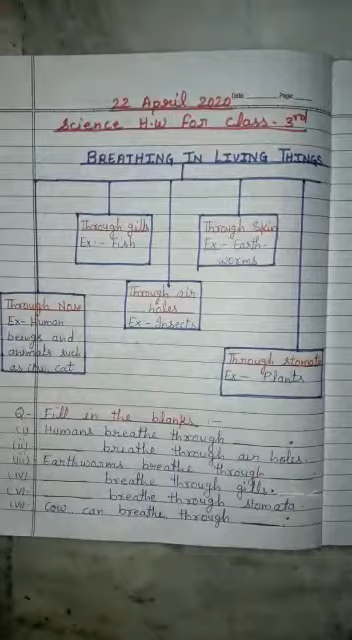 Date: Page:
22 April 2020
Science H.W for class - 3rd
BREATHING IN LIVING THINGS
Through gills
Ex:- Fish
Through Skin
Ex- Earth-
worms
Through air
holes
Ex- Insects
Through Nose
Ex- Human
beings and
animals such
as cow, cat
Through stomata
Ex- Plants
Q- Fill in the blanks -
(i) Humans breathe through ______.
(ii) ______ breathe through air holes.
(iii) Earthworms breathe through ______
(iv) ______ breathe through gills.
(v) ______ breathe through stomata.
(vi) Cow can breathe through ______.